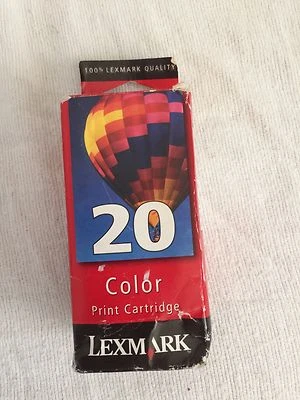 100% LEXMARK QUALITY
20
Color
Print Cartridge
LEXMARK